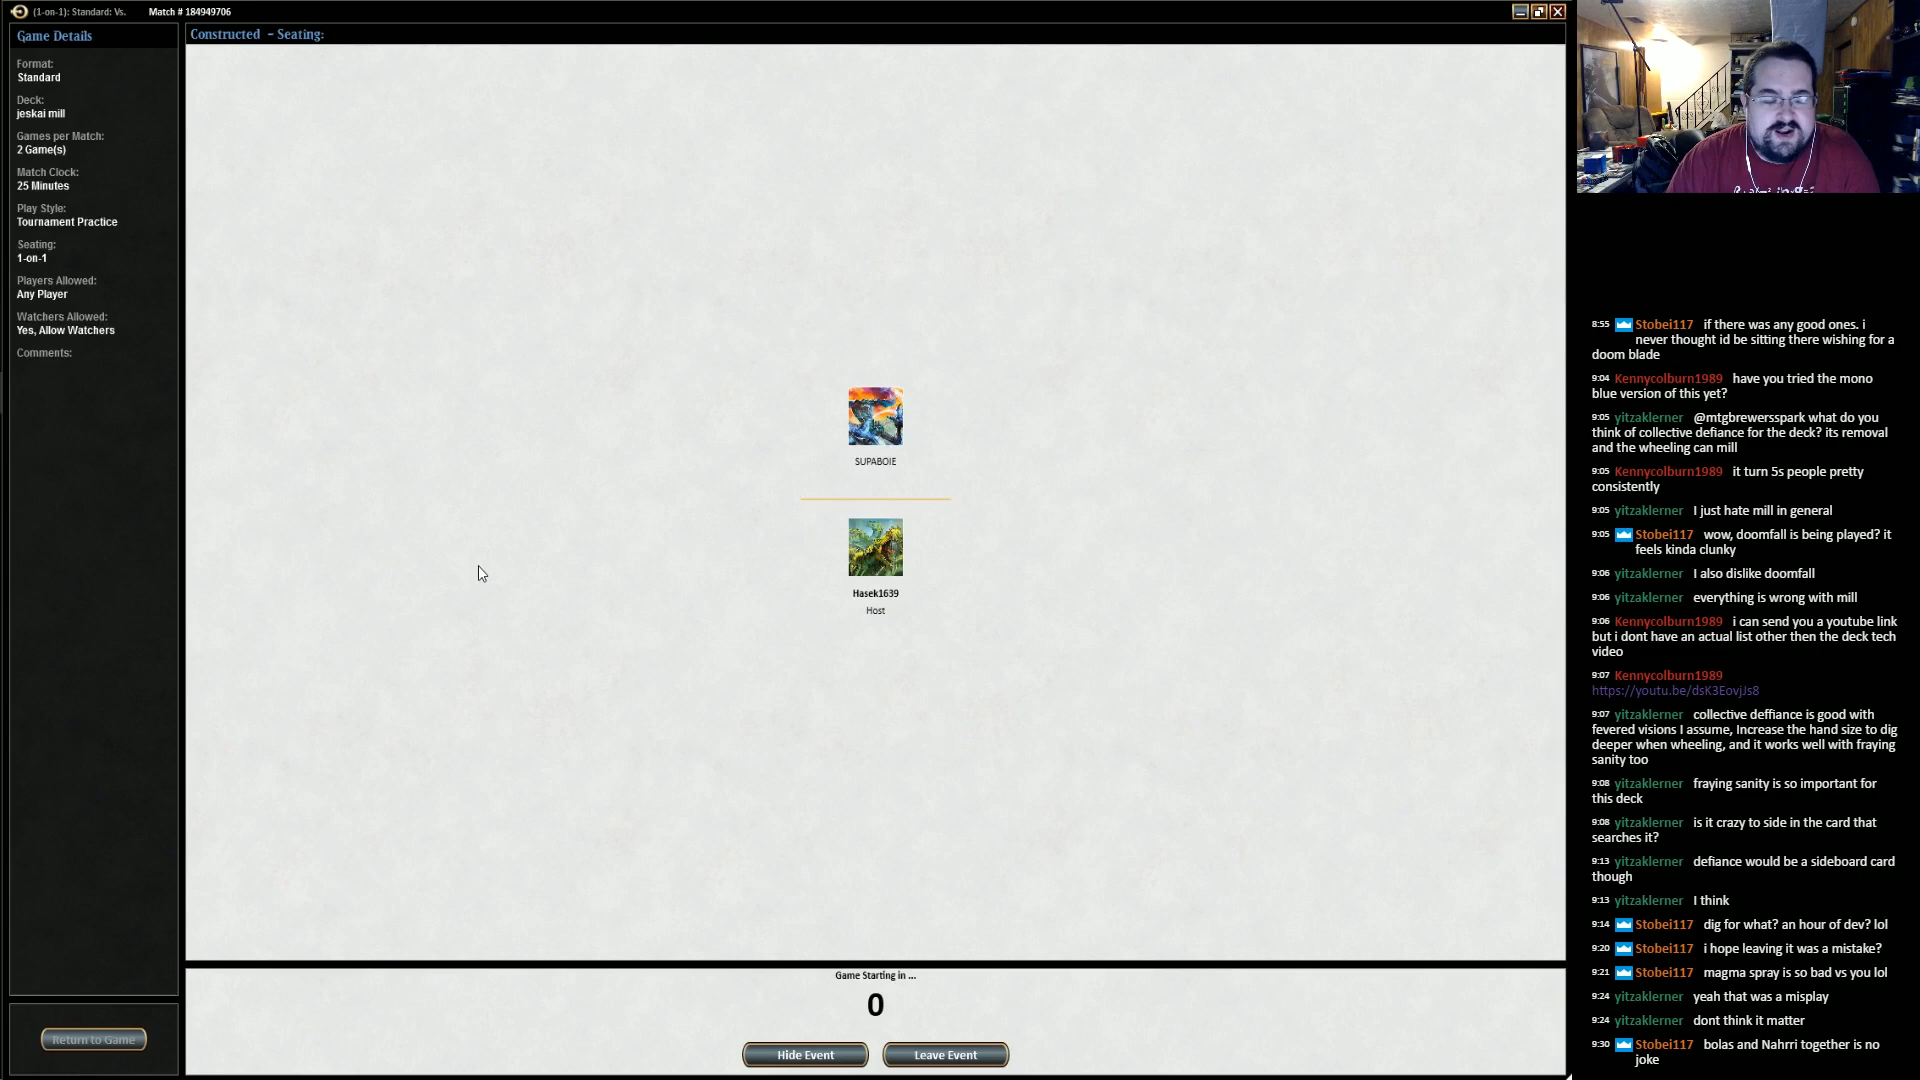 (1-on-1): Standard: Vs. Match # 184949706
Game Details
Format:
Standard
Deck:
jeskai mill
Games per Match:
2 Game(s)
Match Clock:
25 Minutes
Play Style:
Tournament Practice
Seating:
1-on-1
Players Allowed:
Any Player
Watchers Allowed:
Yes, Allow Watchers
Comments:
Return to Game
Constructed - Seating:
SUPABOIE
Hasek1639
Host
Game Starting in ...
0
Hide Event Leave Event
8:55 Stobei117 if there was any good ones. i
never thought id be sitting there wishing for a
doom blade
9:04 Kennycolburn1989 have you tried the mono
blue version of this yet?
9:05 yitzaklerner @mtgbrewersspark what do you
think of collective defiance for the deck? its removal
and the wheeling can mill
9:05 Kennycolburn1989 it turn 5s people pretty
consistently
9:05 yitzaklerner I just hate mill in general
9:05 Stobei117 wow, doomfall is being played? it
feels kinda clunky
9:06 yitzaklerner I also dislike doomfall
9:06 yitzaklerner everything is wrong with mill
9:06 Kennycolburn1989 i can send you a youtube link
but i dont have an actual list other then the deck tech
video
9:07 Kennycolburn1989
https://youtu.be/dsK3EovjJs8
9:07 yitzaklerner collective deffiance is good with
fevered visions I assume, Increase the hand size to dig
deeper when wheeling, and it works well with fraying
sanity too
9:08 yitzaklerner fraying sanity is so important for
this deck
9:08 yitzaklerner is it crazy to side in the card that
searches it?
9:13 yitzaklerner defiance would be a sideboard card
though
9:13 yitzaklerner I think
9:14 Stobei117 dig for what? an hour of dev? lol
9:20 Stobei117 i hope leaving it was a mistake?
9:21 Stobei117 magma spray is so bad vs you lol
9:24 yitzaklerner yeah that was a misplay
9:24 yitzaklerner dont think it matter
9:30 Stobei117 bolas and Nahrri together is no
joke